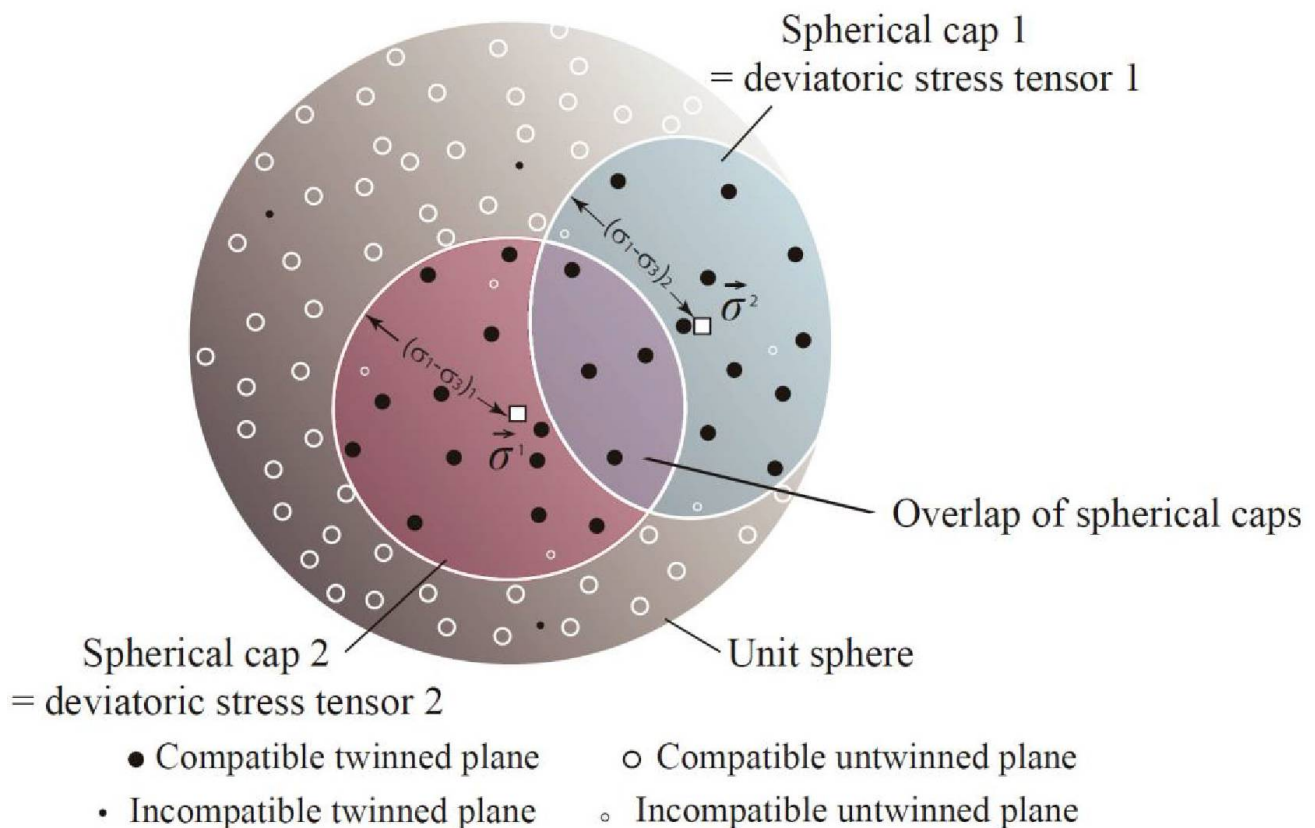 Spherical cap 1
= deviatoric stress tensor 1
(σ₁-σ₃)₂
σ⃗ ²
(σ₁-σ₃)₁
σ⃗ ¹
Overlap of spherical caps
Spherical cap 2
= deviatoric stress tensor 2
Unit sphere
Compatible twinned plane
Compatible untwinned plane
Incompatible twinned plane
Incompatible untwinned plane